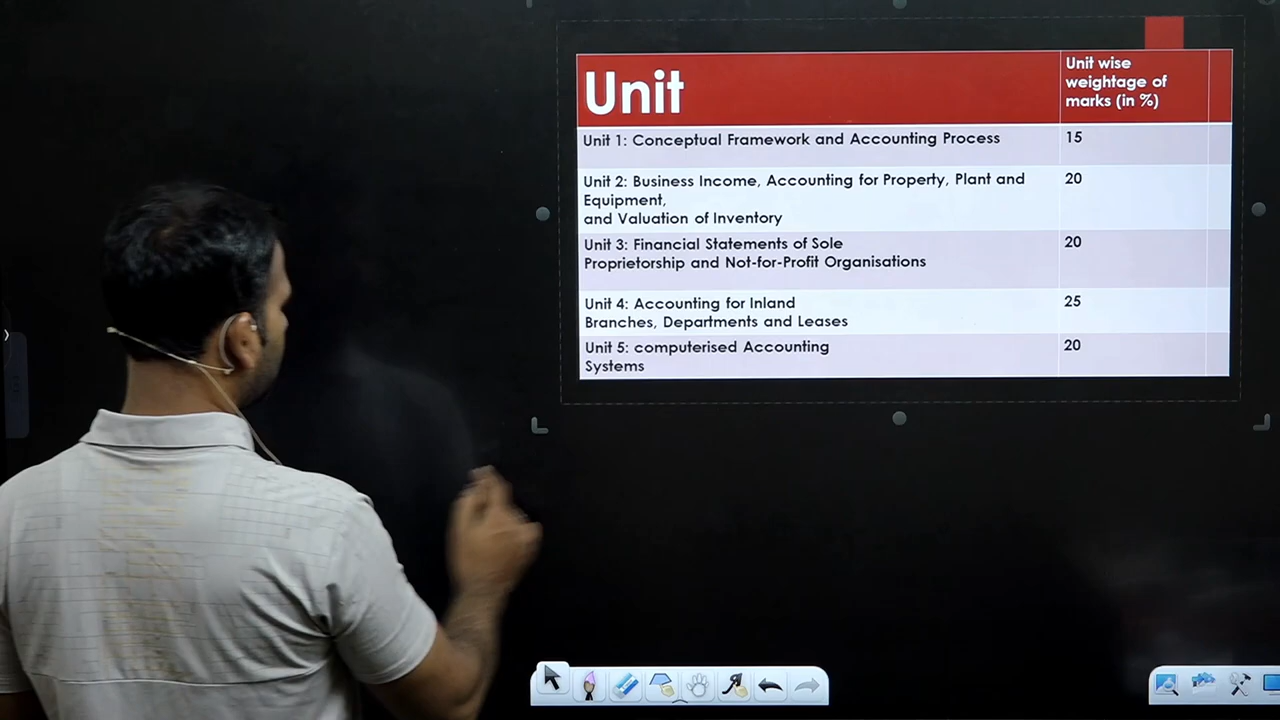 Unit
Unit wise
weightage of
marks (in %)
Unit 1: Conceptual Framework and Accounting Process
15
Unit 2: Business Income, Accounting for Property, Plant and
Equipment,
and Valuation of Inventory
20
Unit 3: Financial Statements of Sole
Proprietorship and Not-for-Profit Organisations
20
Unit 4: Accounting for Inland
Branches, Departments and Leases
25
Unit 5: computerised Accounting
Systems
20